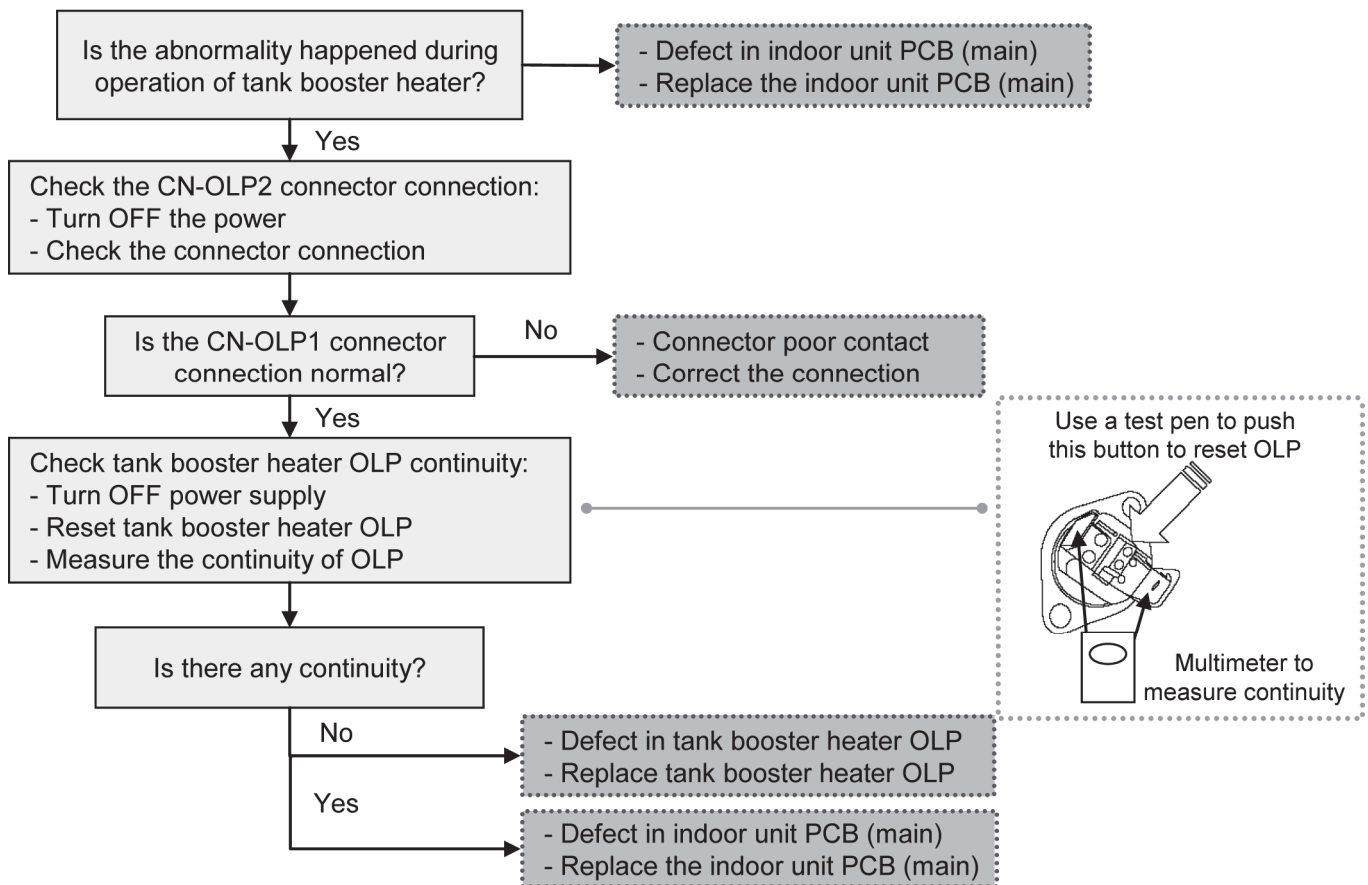 Is the abnormality happened during
operation of tank booster heater?
- Defect in indoor unit PCB (main)
- Replace the indoor unit PCB (main)
Yes
Check the CN-OLP2 connector connection:
- Turn OFF the power
- Check the connector connection
Is the CN-OLP1 connector
connection normal?
No
- Connector poor contact
- Correct the connection
Yes
Check tank booster heater OLP continuity:
- Turn OFF power supply
- Reset tank booster heater OLP
- Measure the continuity of OLP
Use a test pen to push
this button to reset OLP
Multimeter to
measure continuity
Is there any continuity?
No
- Defect in tank booster heater OLP
- Replace tank booster heater OLP
Yes
- Defect in indoor unit PCB (main)
- Replace the indoor unit PCB (main)